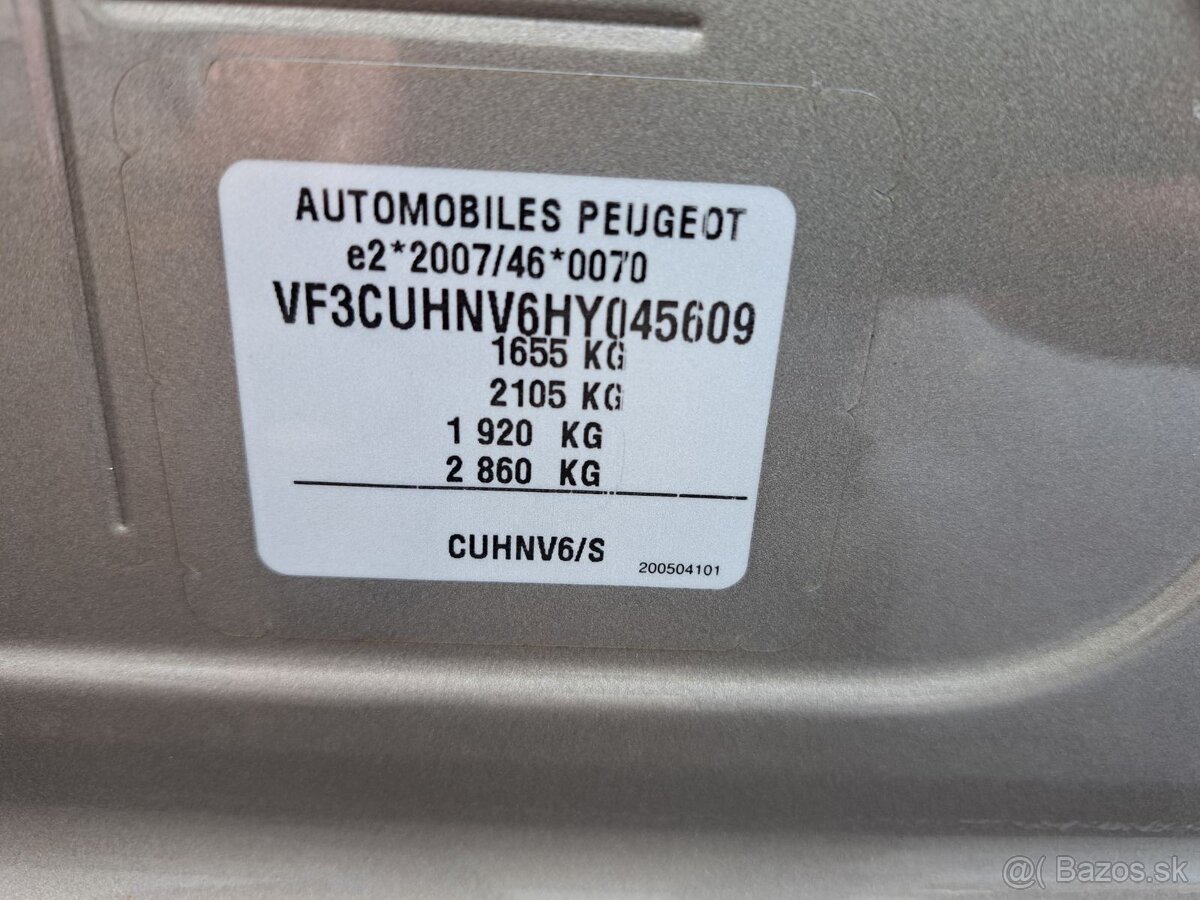 AUTOMOBILES PEUGEOT
e2*2007/46*0070
VF3CUHNV6HY045609
1655 KG
2105 KG
1 920 KG
2 860 KG
CUHNV6/S
200504101
@( Bazos.sk